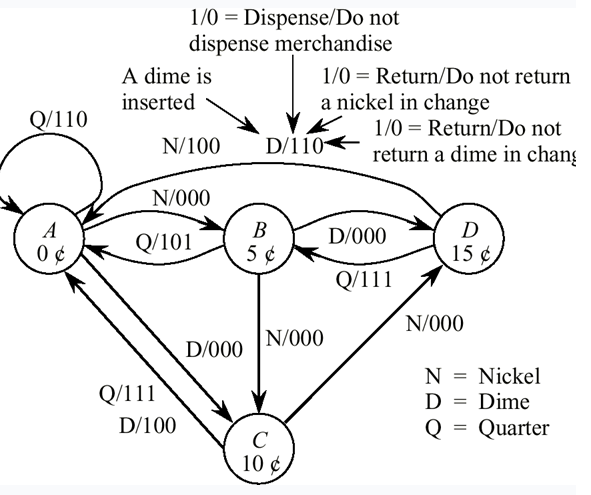 1/0 = Dispense/Do not
dispense merchandise
A dime is
inserted
1/0 = Return/Do not return
a nickel in change
1/0 = Return/Do not
return a dime in chang
D/110
Q/110
N/100
N/000
A
0 ¢
Q/101
B
5 ¢
D/000
D
15 ¢
Q/111
D/000
N/000
N/000
Q/111
D/100
C
10 ¢
N = Nickel
D = Dime
Q = Quarter